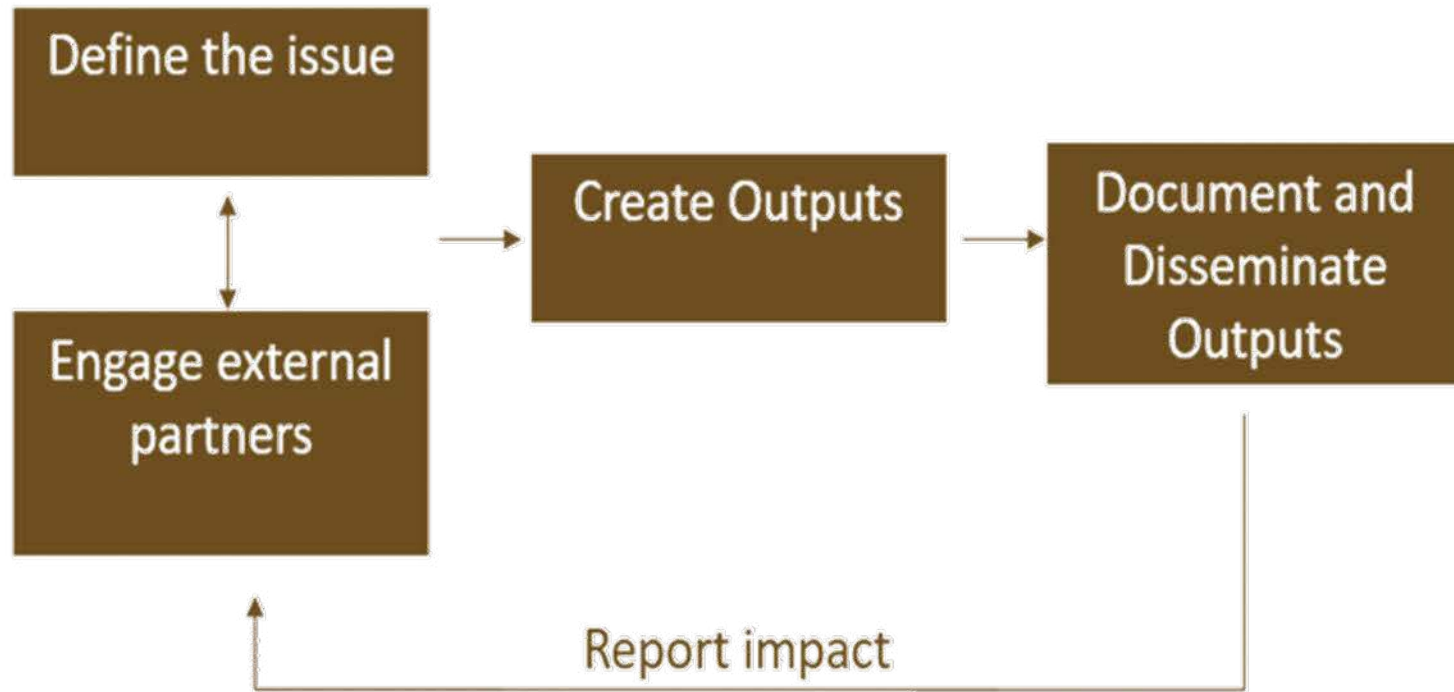 Define the issue
Engage external
partners
Create Outputs
Document and
Disseminate
Outputs
Report impact